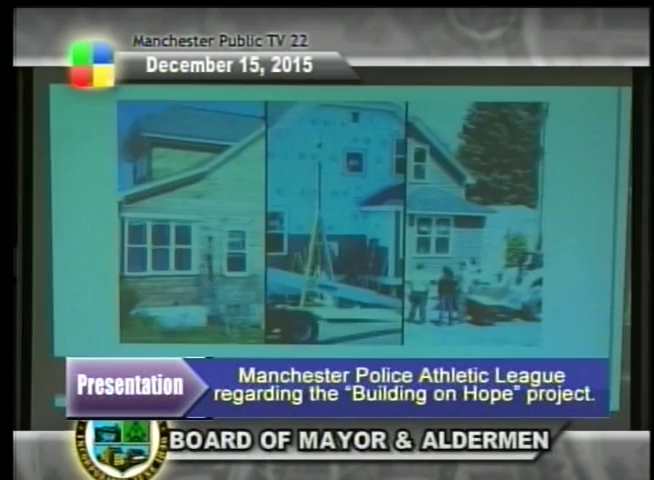 Manchester Public TV 22
December 15, 2015
Presentation
Manchester Police Athletic League
regarding the "Building on Hope" project.
BOARD OF MAYOR & ALDERMEN